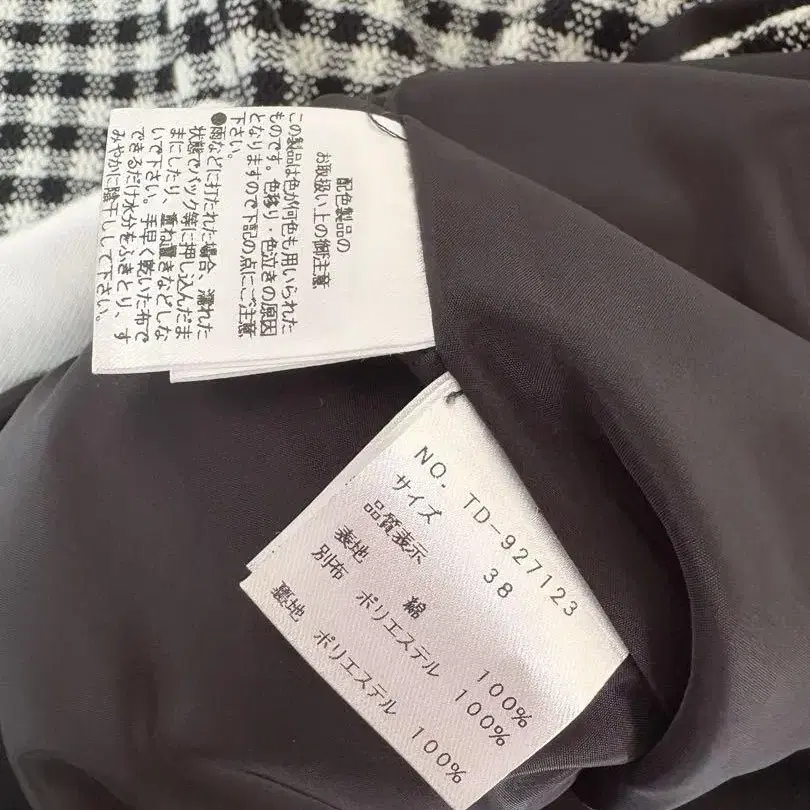 配色製品の
お取扱い上の御注意
この製品は色が何色も用いられた
ものです。色移り・色泣きの原因
となりますので下記の点にご注意
下さい。
●雨などに打たれた場合、濡れた
状態でバック等に押し込んだま
まにしたり、重ね置きなどしな
いで下さい。手早く乾いた布で
できるだけ水分をふきとり、す
みやかに陰干しして下さい。
NO. TD-927123
サイズ 38
品質表示
表地 綿 100%
別布 ポリエステル 100%
裏地 ポリエステル 100%